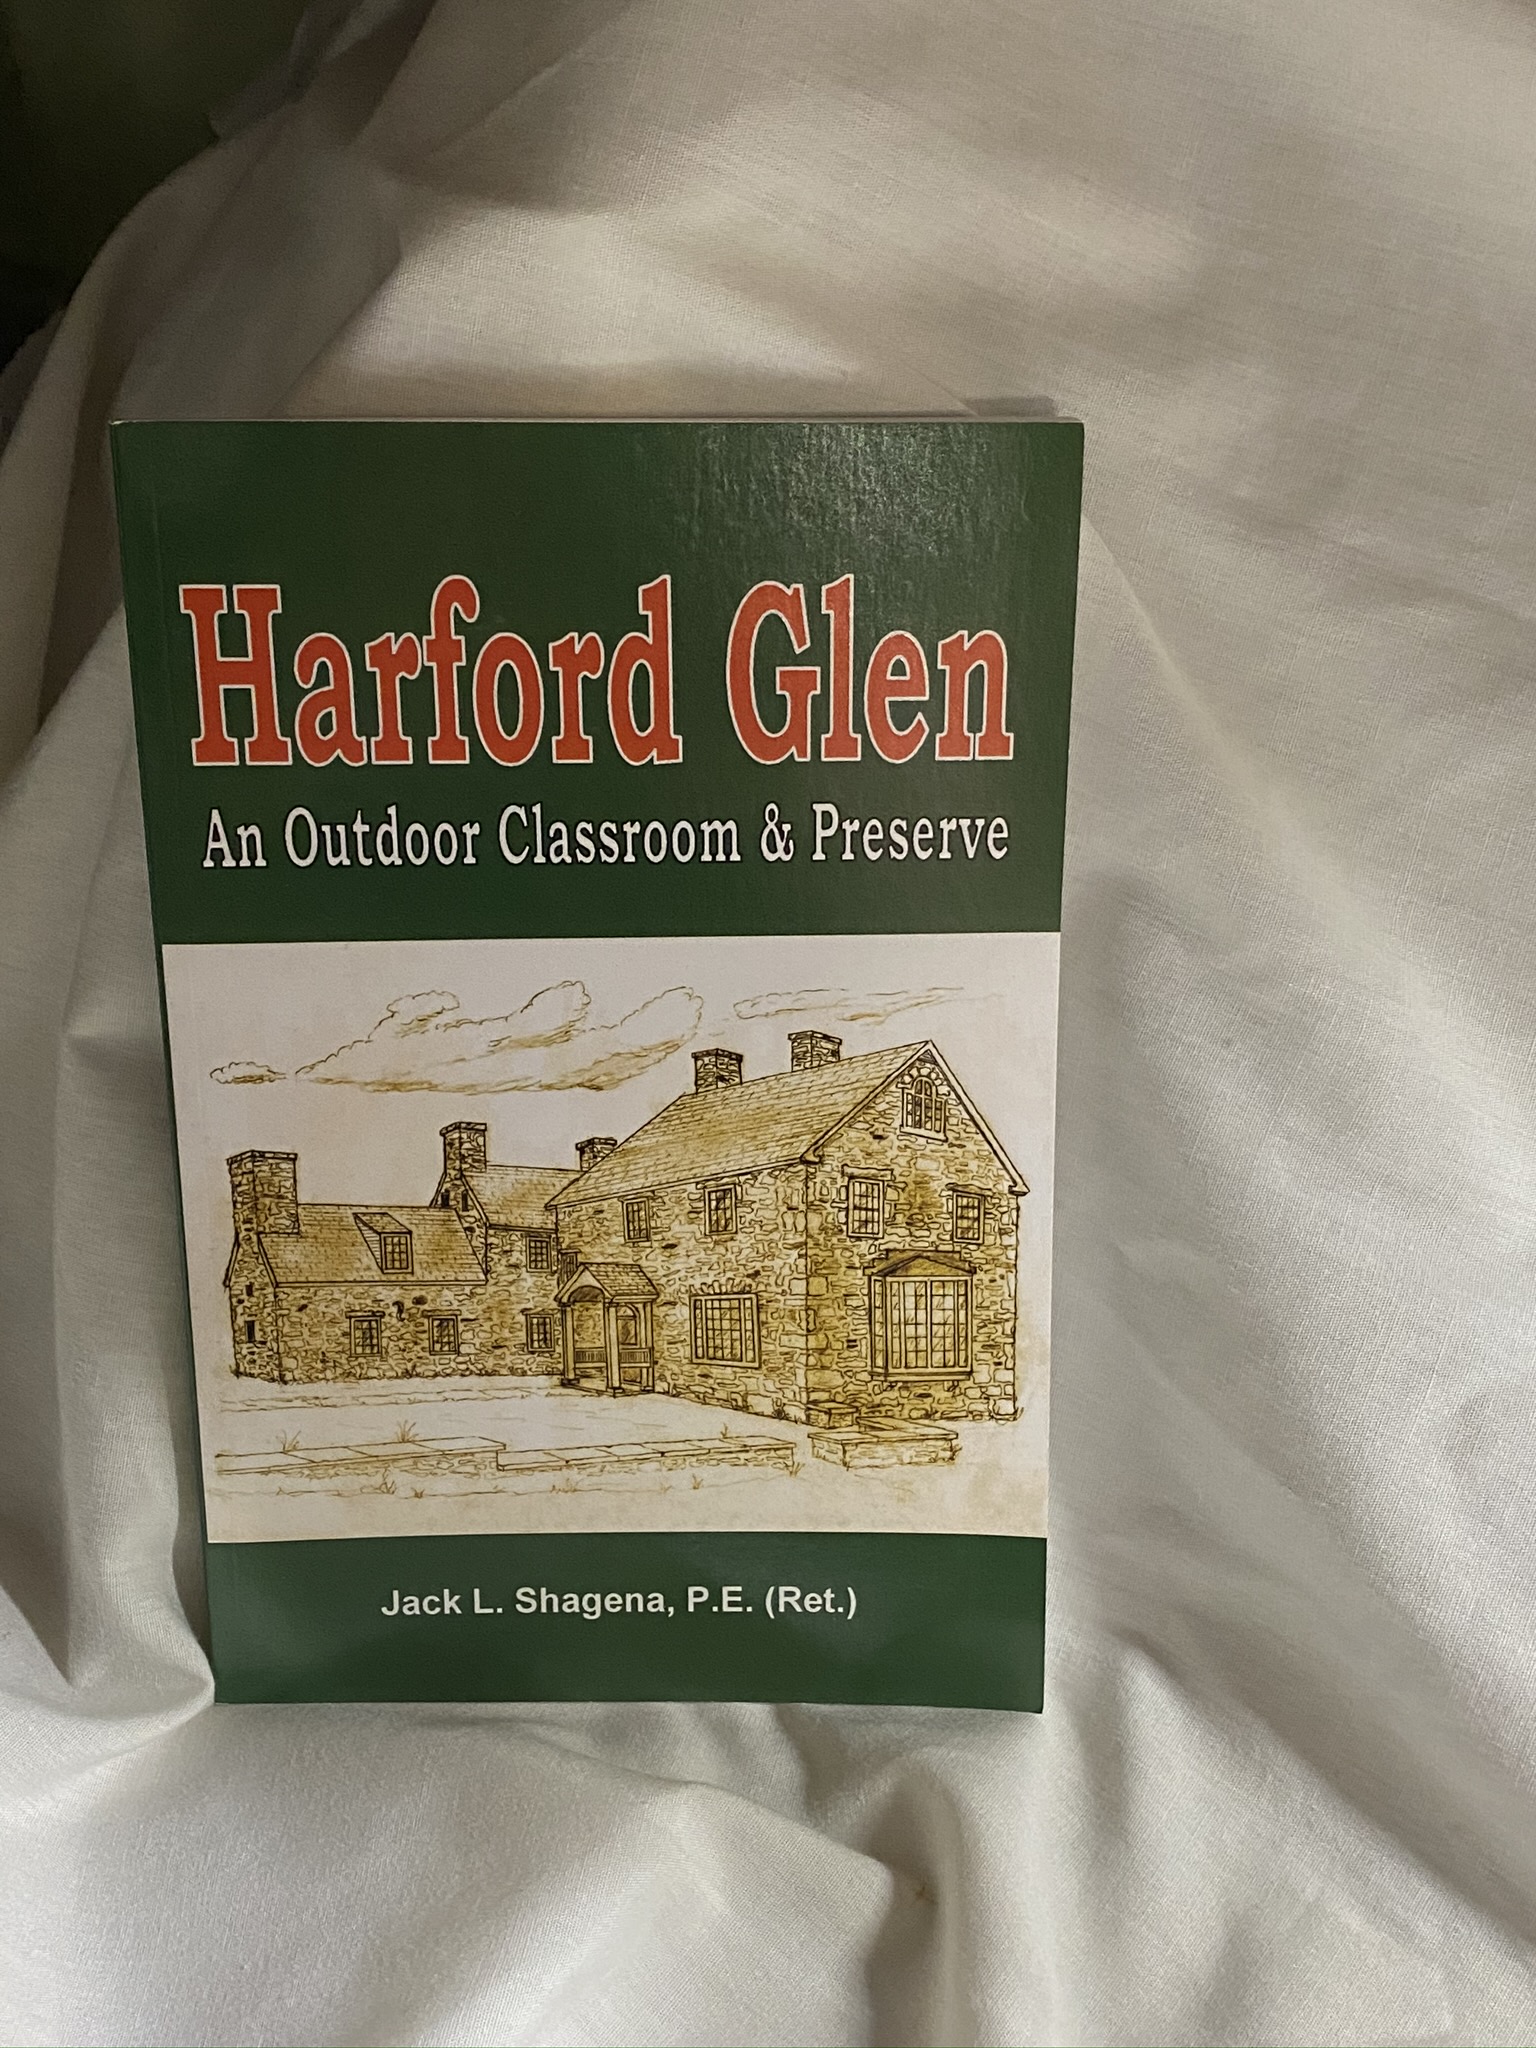 Harford Glen
An Outdoor Classroom & Preserve
Jack L. Shagena, P.E. (Ret.)